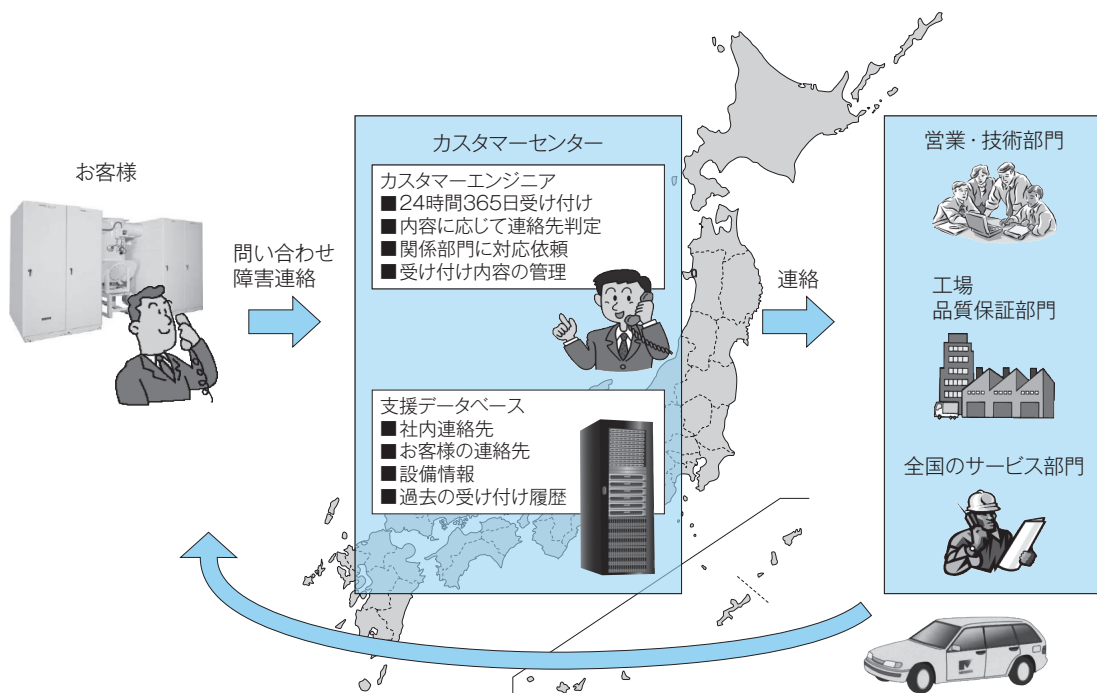 お客様
問い合わせ
障害連絡
カスタマーセンター
カスタマーエンジニア
■24時間365日受け付け
■内容に応じて連絡先判定
■関係部門に対応依頼
■受け付け内容の管理
支援データベース
■社内連絡先
■お客様の連絡先
■設備情報
■過去の受け付け履歴
連絡
営業・技術部門
工場
品質保証部門
全国のサービス部門